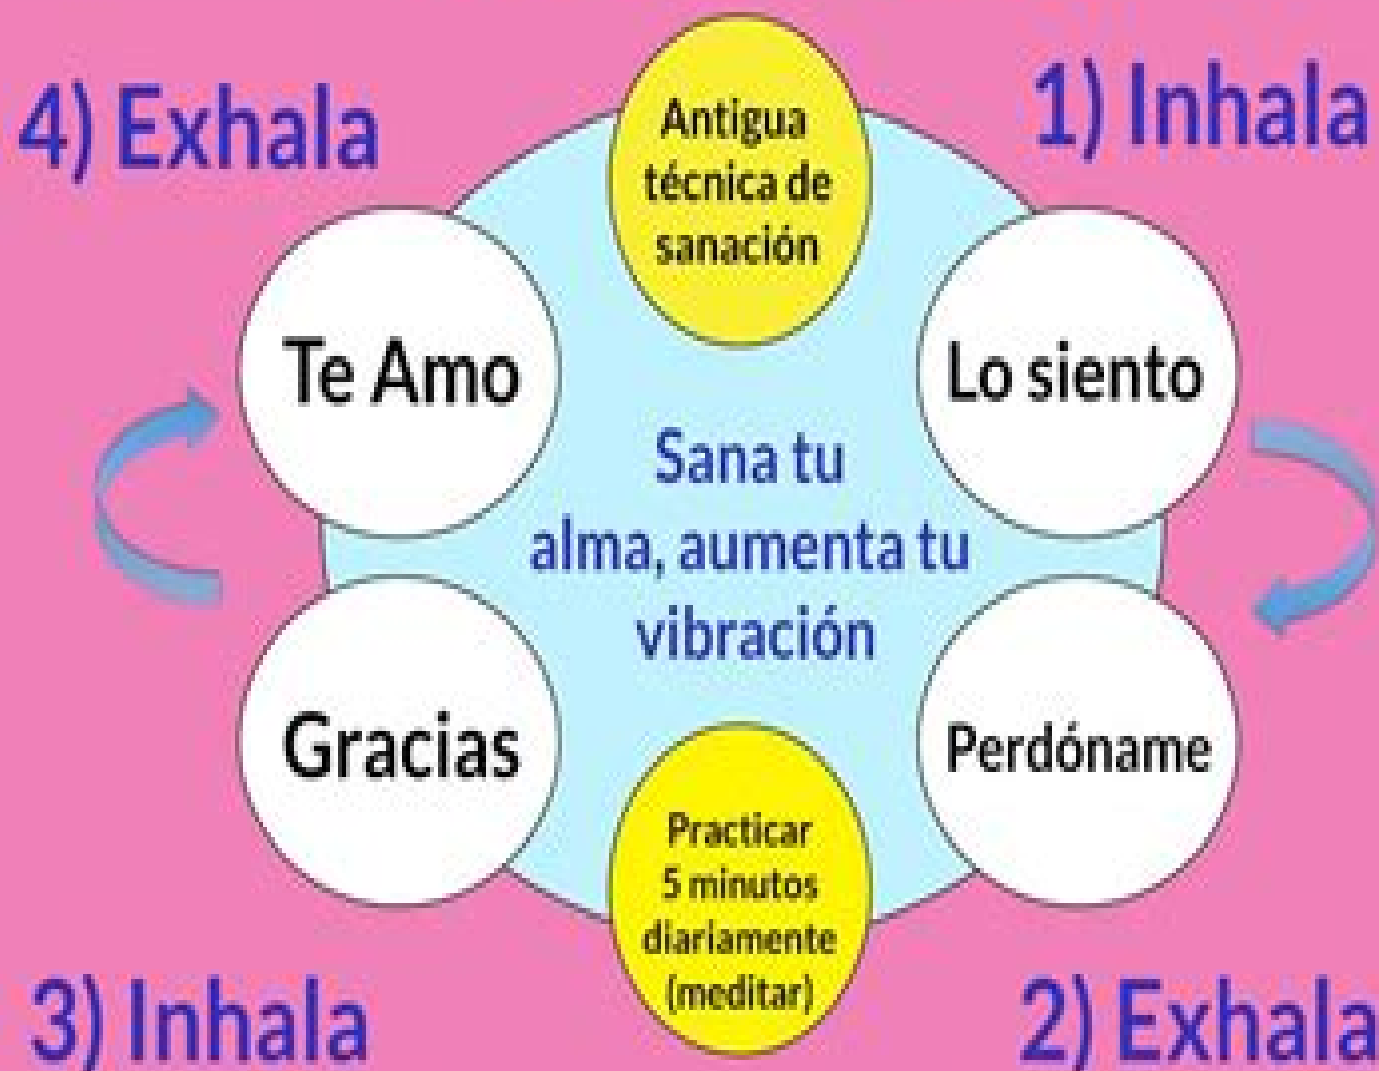 4) Exhala
Antigua
técnica de
sanación
1) Inhala
Te Amo
Lo siento
Sana tu
alma, aumenta tu
vibración
Gracias
Perdóname
Practicar
5 minutos
diariamente
(meditar)
3) Inhala
2) Exhala